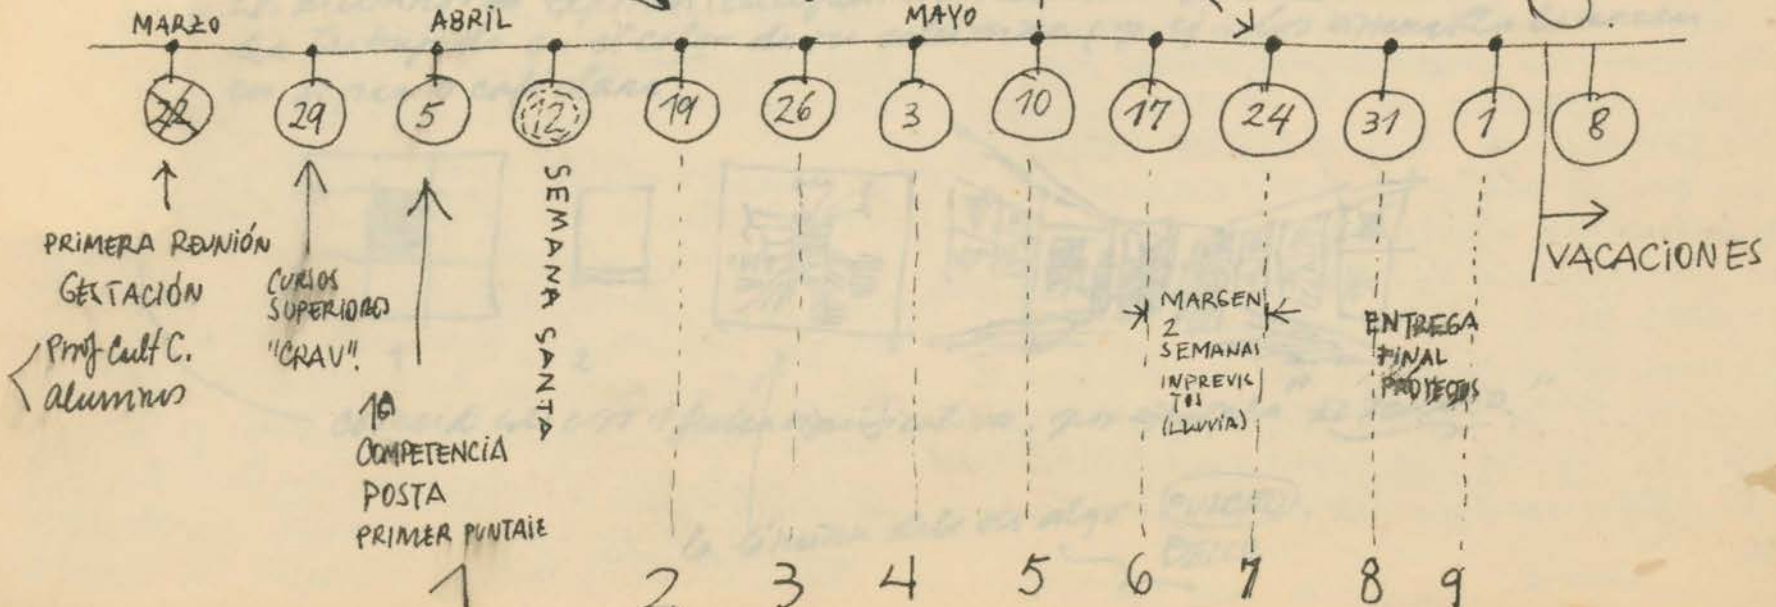 MARZO ABRIL MAYO
22 29 5 12 19 26 3 10 17 24 31 1 8
PRIMERA REUNIÓN
GESTACIÓN
Prof Cult C.
alumnos
CURSOS
SUPERIORES
"CRAV".
COMPETENCIA
POSTA
PRIMER PUNTAJE
SEMANA SANTA
MARGEN
2
SEMANAS
INPREVIS
TOS
(LLUVIA)
ENTREGA
FINAL
PROYECTOS
VACACIONES
1 2 3 4 5 6 7 8 9